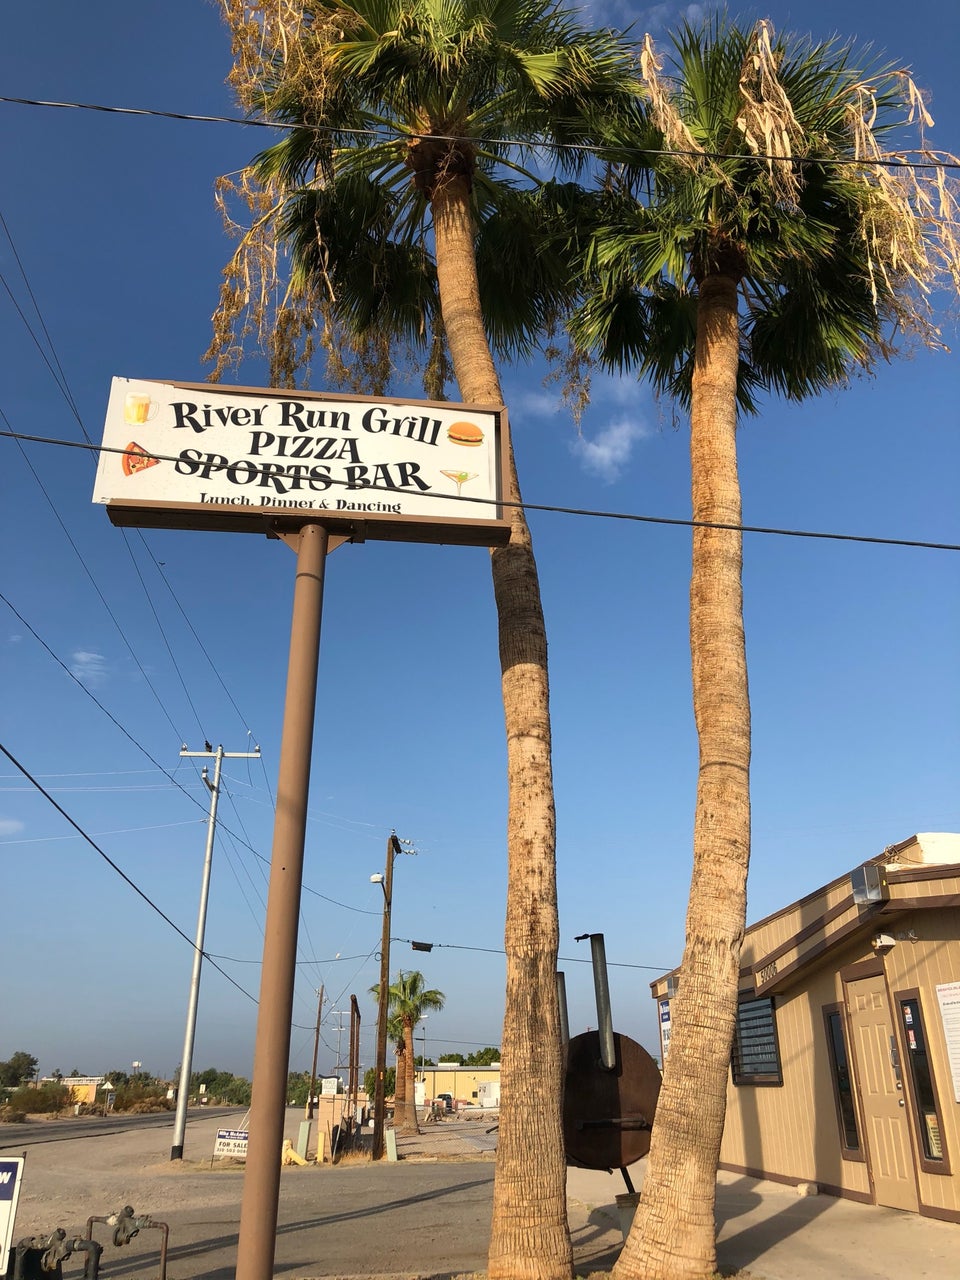 River Run Grill
PIZZA
SPORTS BAR
Lunch, Dinner & Dancing
FOR SALE